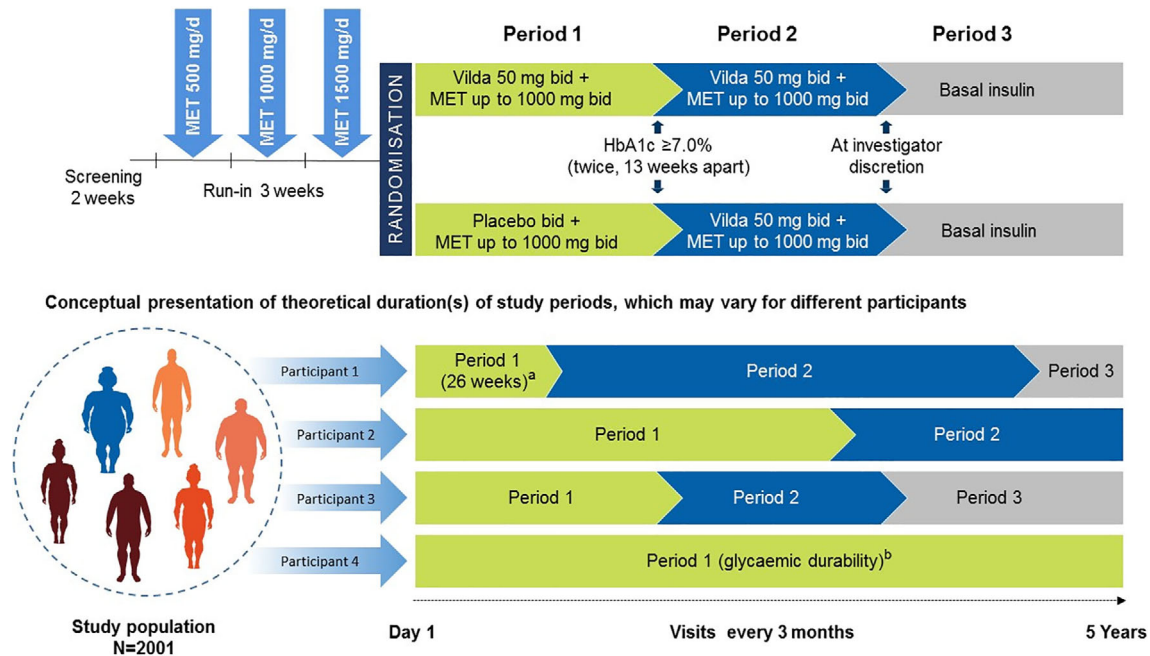 MET 500 mg/d
MET 1000 mg/d
MET 1500 mg/d
Screening
2 weeks
Run-in 3 weeks
RANDOMISATION
Period 1
Period 2
Period 3
Vilda 50 mg bid +
MET up to 1000 mg bid
Vilda 50 mg bid +
MET up to 1000 mg bid
Basal insulin
HbA1c ≥7.0%
(twice, 13 weeks apart)
At investigator
discretion
Placebo bid +
MET up to 1000 mg bid
Vilda 50 mg bid +
MET up to 1000 mg bid
Basal insulin
Conceptual presentation of theoretical duration(s) of study periods, which may vary for different participants
Participant 1
Period 1
(26 weeks)a
Period 2
Period 3
Participant 2
Period 1
Period 2
Participant 3
Period 1
Period 2
Period 3
Participant 4
Period 1 (glycaemic durability)b
Study population
N=2001
Day 1
Visits every 3 months
5 Years